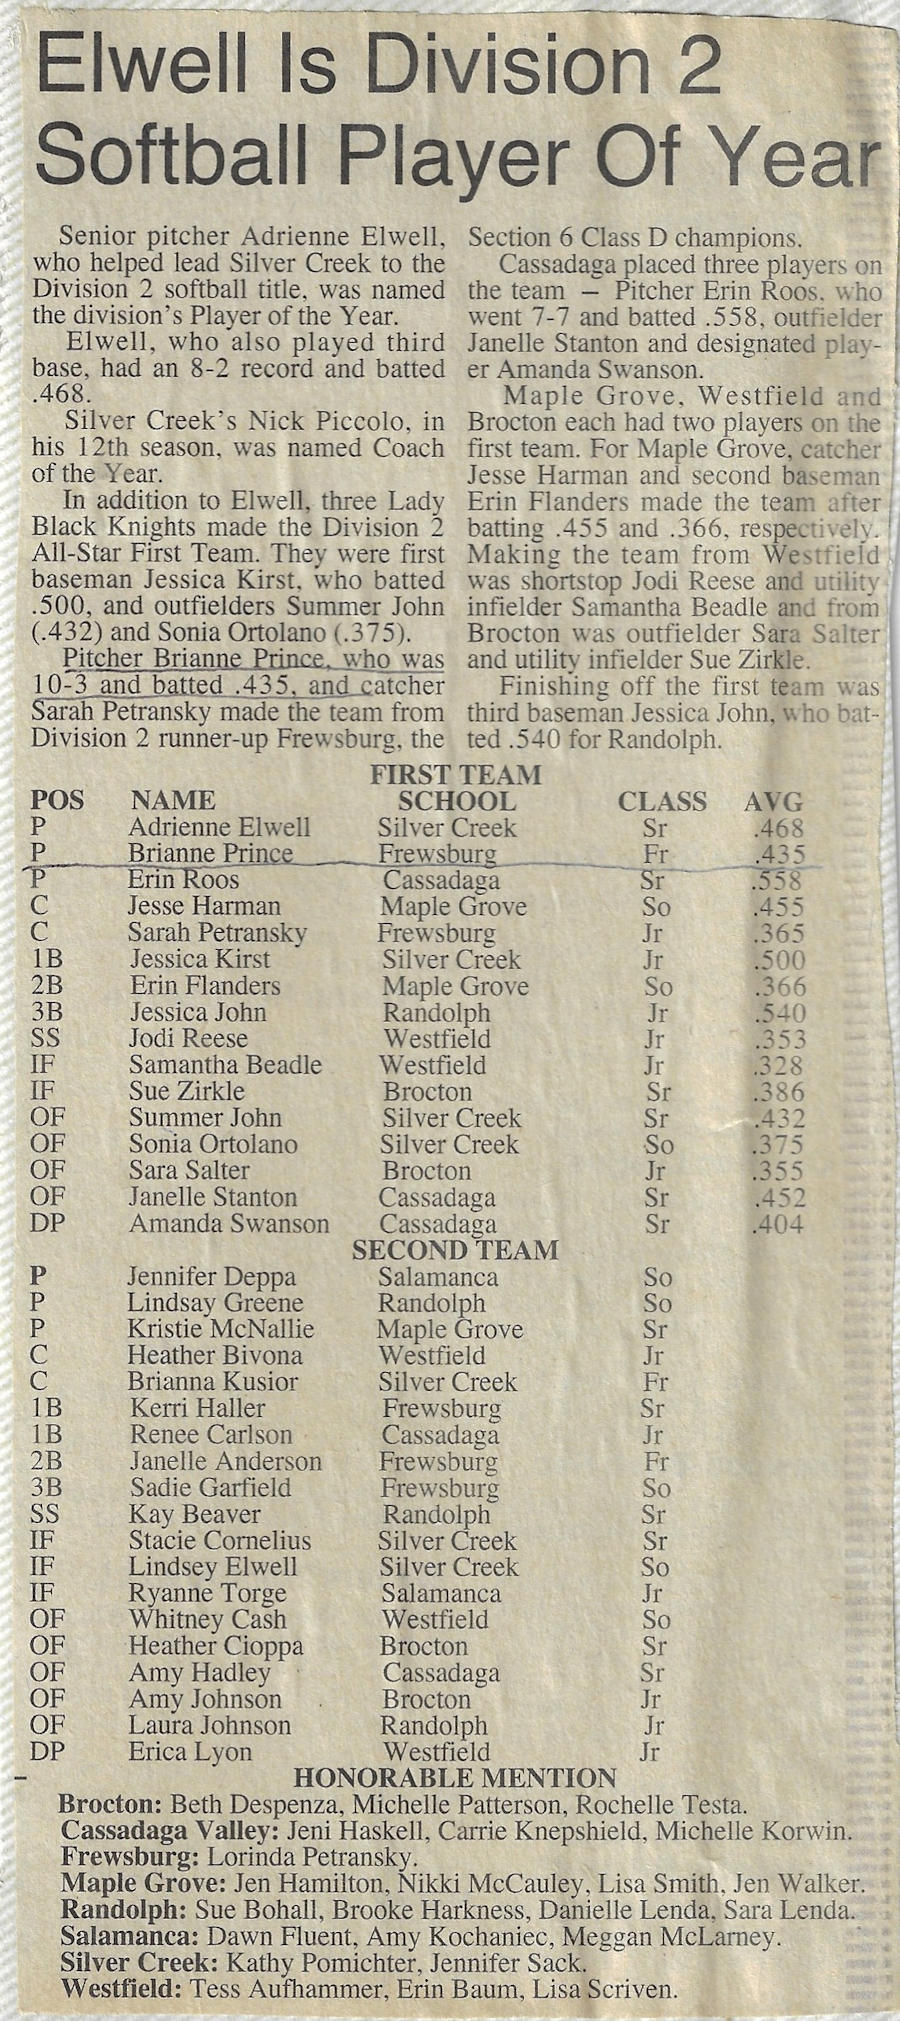 Elwell Is Division 2
Softball Player Of Year
Senior pitcher Adrienne Elwell,
who helped lead Silver Creek to the
Division 2 softball title, was named
the division's Player of the Year.
Elwell, who also played third
base, had an 8-2 record and batted
.468.
Silver Creek's Nick Piccolo, in
his 12th season, was named Coach
of the Year.
In addition to Elwell, three Lady
Black Knights made the Division 2
All-Star First Team. They were first
baseman Jessica Kirst, who batted
.500, and outfielders Summer John
(.432) and Sonia Ortolano (.375).
Pitcher Brianne Prince, who was
10-3 and batted .435, and catcher
Sarah Petransky made the team from
Division 2 runner-up Frewsburg, the
Section 6 Class D champions.
Cassadaga placed three players on
the team — Pitcher Erin Roos, who
went 7-7 and batted .558, outfielder
Janelle Stanton and designated play-
er Amanda Swanson.
Maple Grove, Westfield and
Brocton each had two players on the
first team. For Maple Grove, catcher
Jesse Harman and second baseman
Erin Flanders made the team after
batting .455 and .366, respectively.
Making the team from Westfield
was shortstop Jodi Reese and utility
infielder Samantha Beadle and from
Brocton was outfielder Sara Salter
and utility infielder Sue Zirkle.
Finishing off the first team was
third baseman Jessica John, who bat-
ted .540 for Randolph.
FIRST TEAM
POS NAME SCHOOL CLASS AVG
P Adrienne Elwell Silver Creek Sr .468
P Brianne Prince Frewsburg Fr .435
P Erin Roos Cassadaga Sr .558
C Jesse Harman Maple Grove So .455
C Sarah Petransky Frewsburg Jr .365
1B Jessica Kirst Silver Creek Jr .500
2B Erin Flanders Maple Grove So .366
3B Jessica John Randolph Jr .540
SS Jodi Reese Westfield Jr .353
IF Samantha Beadle Westfield Jr .328
IF Sue Zirkle Brocton Sr .386
OF Summer John Silver Creek Sr .432
OF Sonia Ortolano Silver Creek So .375
OF Sara Salter Brocton Jr .355
OF Janelle Stanton Cassadaga Sr .452
DP Amanda Swanson Cassadaga Sr .404
SECOND TEAM
P Jennifer Deppa Salamanca So
P Lindsay Greene Randolph So
P Kristie McNallie Maple Grove Sr
C Heather Bivona Westfield Jr
C Brianna Kusior Silver Creek Fr
1B Kerri Haller Frewsburg Sr
1B Renee Carlson Cassadaga Jr
2B Janelle Anderson Frewsburg Fr
3B Sadie Garfield Frewsburg So
SS Kay Beaver Randolph Sr
IF Stacie Cornelius Silver Creek Sr
IF Lindsey Elwell Silver Creek So
IF Ryanne Torge Salamanca Jr
OF Whitney Cash Westfield So
OF Heather Cioppa Brocton Sr
OF Amy Hadley Cassadaga Sr
OF Amy Johnson Brocton Jr
OF Laura Johnson Randolph Jr
DP Erica Lyon Westfield Jr
HONORABLE MENTION
Brocton: Beth Despenza, Michelle Patterson, Rochelle Testa.
Cassadaga Valley: Jeni Haskell, Carrie Knepshield, Michelle Korwin.
Frewsburg: Lorinda Petransky.
Maple Grove: Jen Hamilton, Nikki McCauley, Lisa Smith, Jen Walker.
Randolph: Sue Bohall, Brooke Harkness, Danielle Lenda, Sara Lenda.
Salamanca: Dawn Fluent, Amy Kochaniec, Meggan McLarney.
Silver Creek: Kathy Pomichter, Jennifer Sack.
Westfield: Tess Aufhammer, Erin Baum, Lisa Scriven.